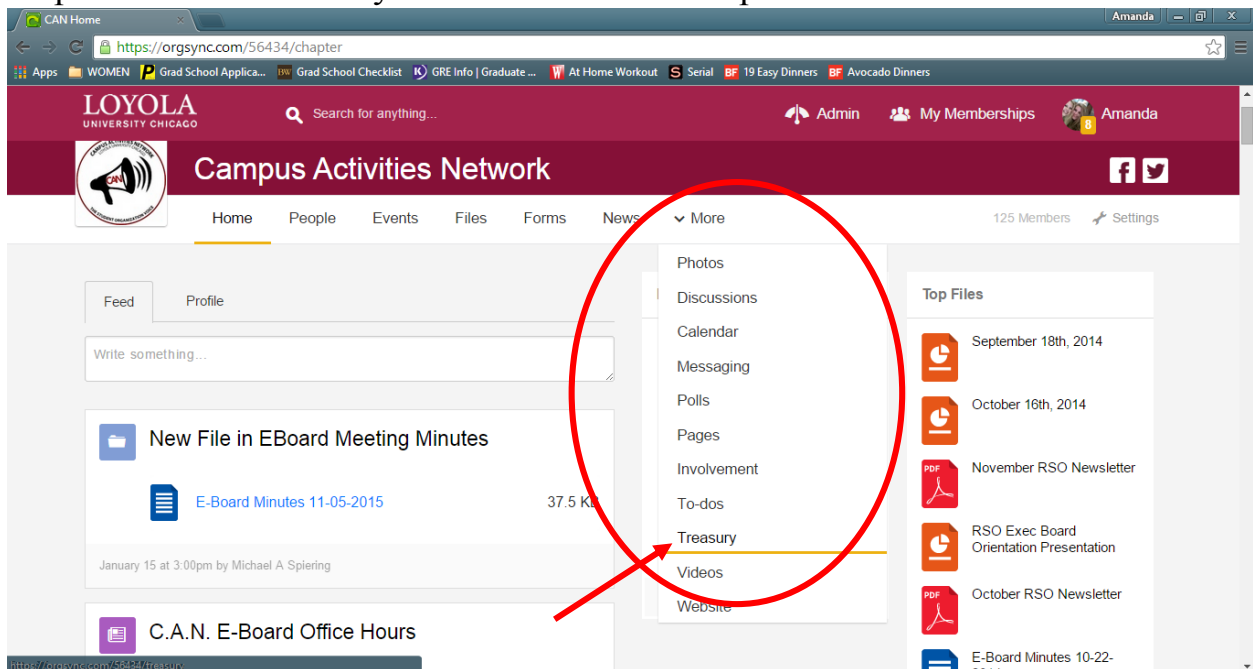 CAN Home
Amanda
https://orgsync.com/56434/chapter
Apps WOMEN Grad School Applica... Grad School Checklist GRE Info | Graduate ... At Home Workout Serial 19 Easy Dinners Avocado Dinners
LOYOLA
UNIVERSITY CHICAGO
Search for anything...
Admin
My Memberships
8
Amanda
CAN
Campus Activities Network
Home People Events Files Forms News More
125 Members Settings
Photos
Discussions
Calendar
Messaging
Polls
Pages
Involvement
To-dos
Treasury
Videos
Website
Feed Profile
Write something...
New File in EBoard Meeting Minutes
E-Board Minutes 11-05-2015 37.5 KB
January 15 at 3:00pm by Michael A Spiering
C.A.N. E-Board Office Hours
Top Files
September 18th, 2014
October 16th, 2014
PDF
November RSO Newsletter
RSO Exec Board
Orientation Presentation
PDF
October RSO Newsletter
E-Board Minutes 10-22-
https://orgsync.com/56434/treasury